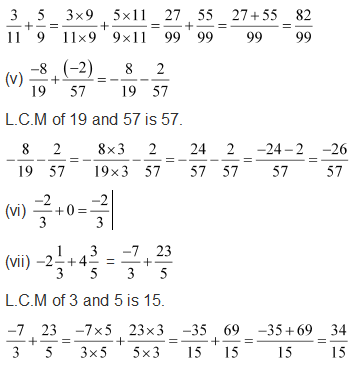 3/11 + 5/9 = 3×9/11×9 + 5×11/9×11 = 27/99 + 55/99 = 27+55/99 = 82/99
(v) -8/19 + (-2)/57 = -8/19 - 2/57
L.C.M of 19 and 57 is 57.
-8/19 - 2/57 = -8×3/19×3 - 2/57 = -24/57 - 2/57 = -24-2/57 = -26/57
(vi) -2/3 + 0 = -2/3
(vii) -2 1/3 + 4 3/5 = -7/3 + 23/5
L.C.M of 3 and 5 is 15.
-7/3 + 23/5 = -7×5/3×5 + 23×3/5×3 = -35/15 + 69/15 = -35+69/15 = 34/15